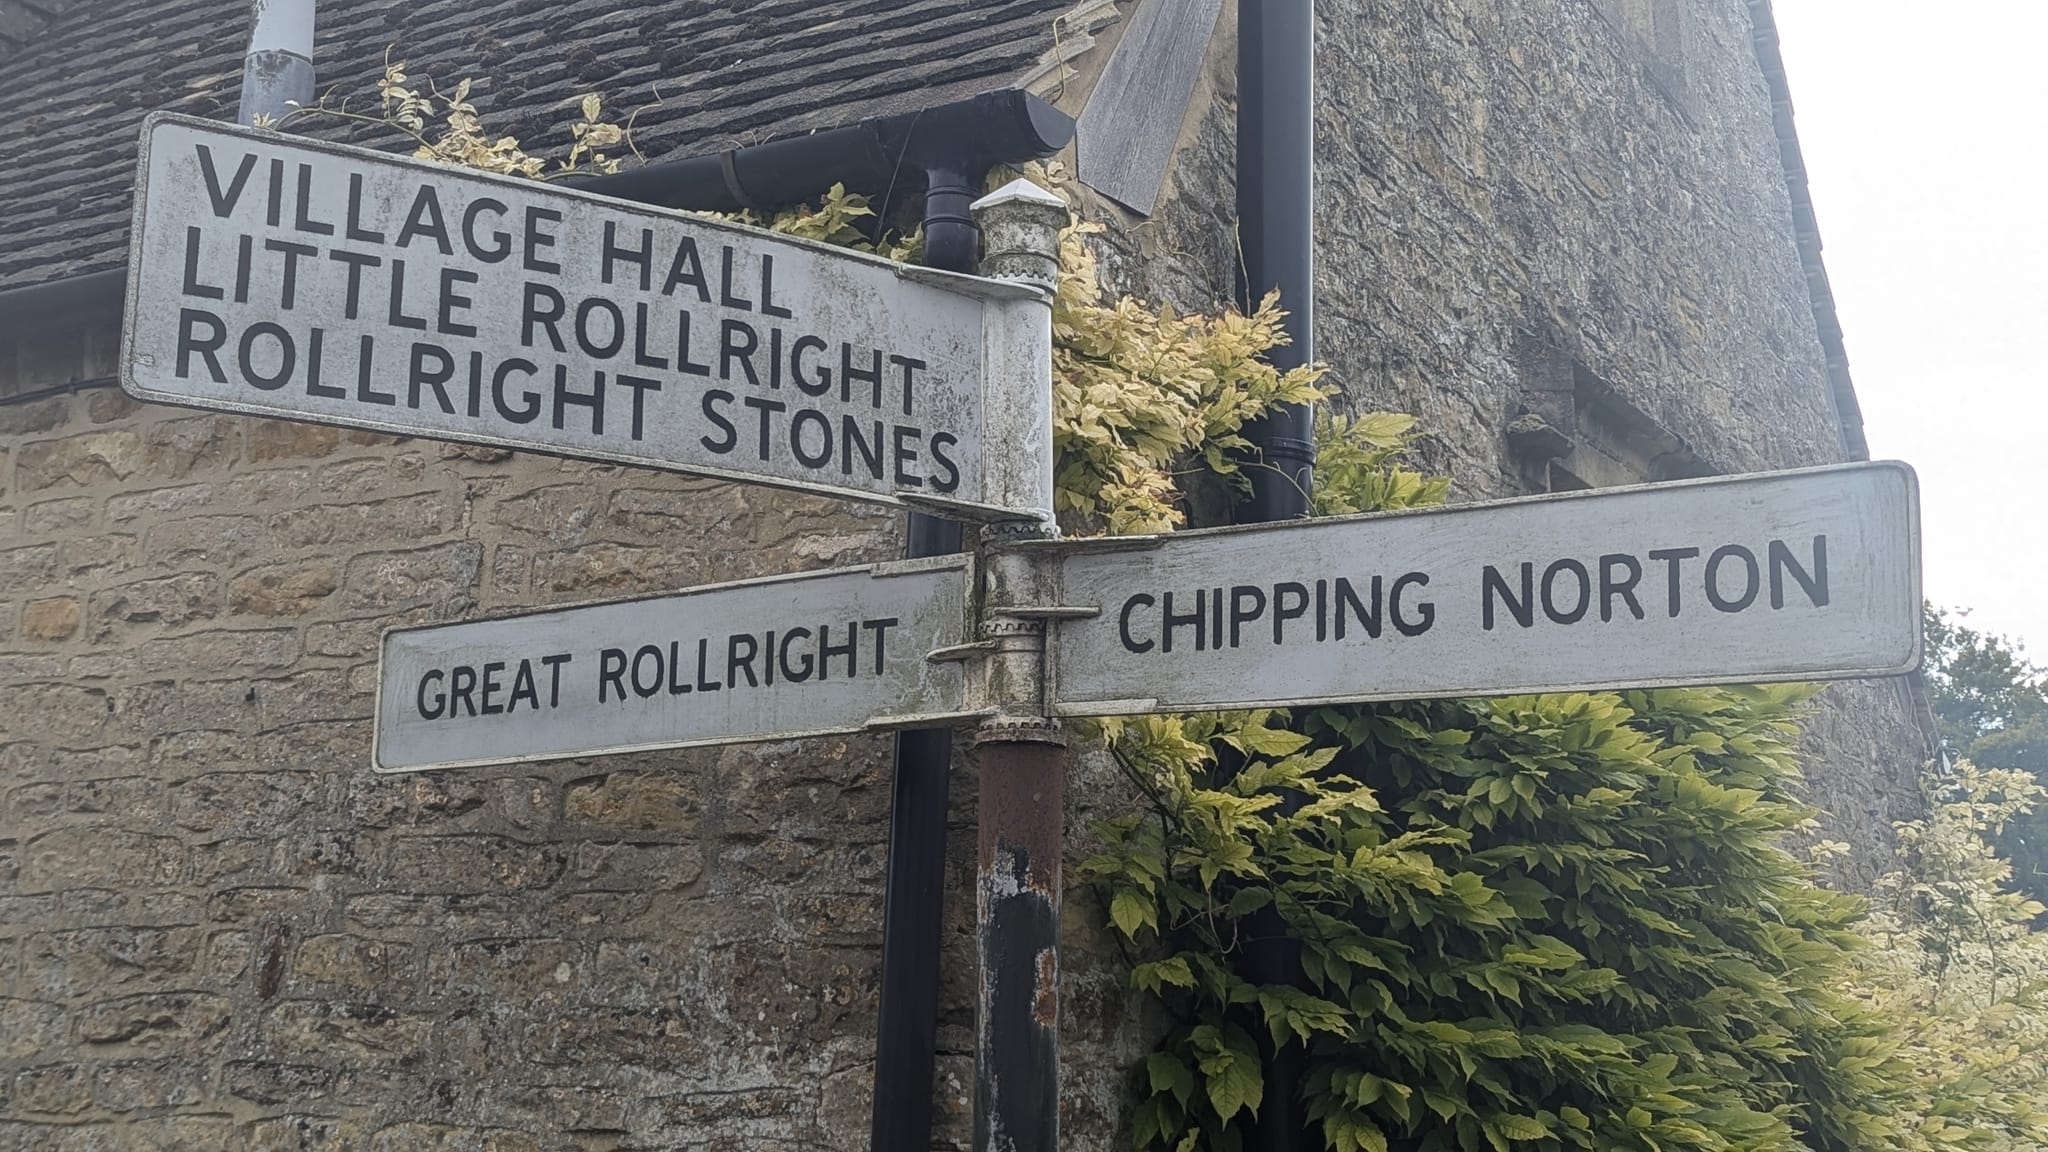 VILLAGE HALL
LITTLE ROLLRIGHT
ROLLRIGHT STONES
GREAT ROLLRIGHT
CHIPPING NORTON